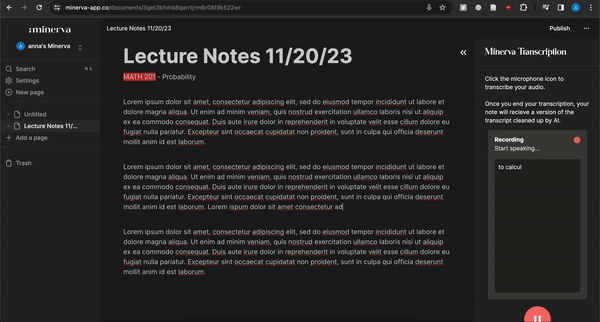 minerva-app.co/documents/3get3bfxhb8qarrtjrm6r08f9k522wr
:minerva
Lecture Notes 11/20/23
Publish
A
anna's Minerva
Search
⌘K
Settings
New page
Untitled
Lecture Notes 11/...
Add a page
Trash
Lecture Notes 11/20/23
MATH 201 - Probability
Lorem ipsum dolor sit amet, consectetur adipiscing elit, sed do eiusmod tempor incididunt ut labore et
dolore magna aliqua. Ut enim ad minim veniam, quis nostrud exercitation ullamco laboris nisi ut aliquip
ex ea commodo consequat. Duis aute irure dolor in reprehenderit in voluptate velit esse cillum dolore eu
fugiat nulla pariatur. Excepteur sint occaecat cupidatat non proident, sunt in culpa qui officia deserunt
mollit anim id est laborum.
Lorem ipsum dolor sit amet, consectetur adipiscing elit, sed do eiusmod tempor incididunt ut labore et
dolore magna aliqua. Ut enim ad minim veniam, quis nostrud exercitation ullamco laboris nisi ut aliquip
ex ea commodo consequat. Duis aute irure dolor in reprehenderit in voluptate velit esse cillum dolore eu
fugiat nulla pariatur. Excepteur sint occaecat cupidatat non proident, sunt in culpa qui officia deserunt
mollit anim id est laborum. Lorem ispum dolor sit amet consectetur ad
Lorem ipsum dolor sit amet, consectetur adipiscing elit, sed do eiusmod tempor incididunt ut labore et
dolore magna aliqua. Ut enim ad minim veniam, quis nostrud exercitation ullamco laboris nisi ut aliquip
ex ea commodo consequat. Duis aute irure dolor in reprehenderit in voluptate velit esse cillum dolore eu
fugiat nulla pariatur. Excepteur sint occaecat cupidatat non proident, sunt in culpa qui officia deserunt
mollit anim id est laborum.
Minerva Transcription
Click the microphone icon to
transcribe your audio.
Once you end your transcription, your
note will recieve a version of the
transcription cleaned up by AI.
Recording
Start speaking...
to calcul